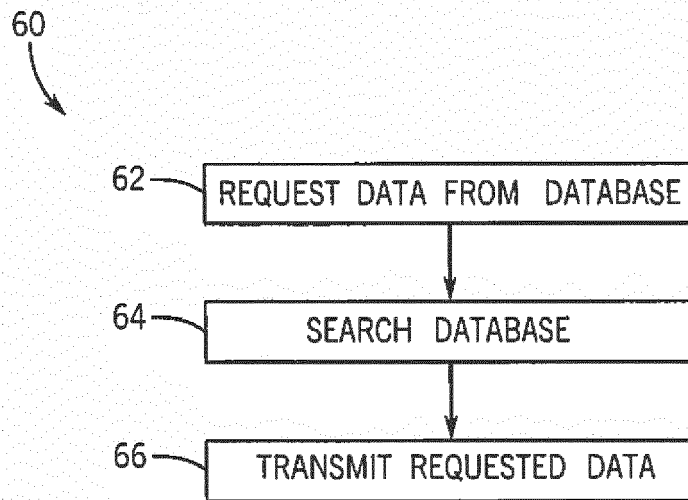 60
62 REQUEST DATA FROM DATABASE
64 SEARCH DATABASE
66 TRANSMIT REQUESTED DATA